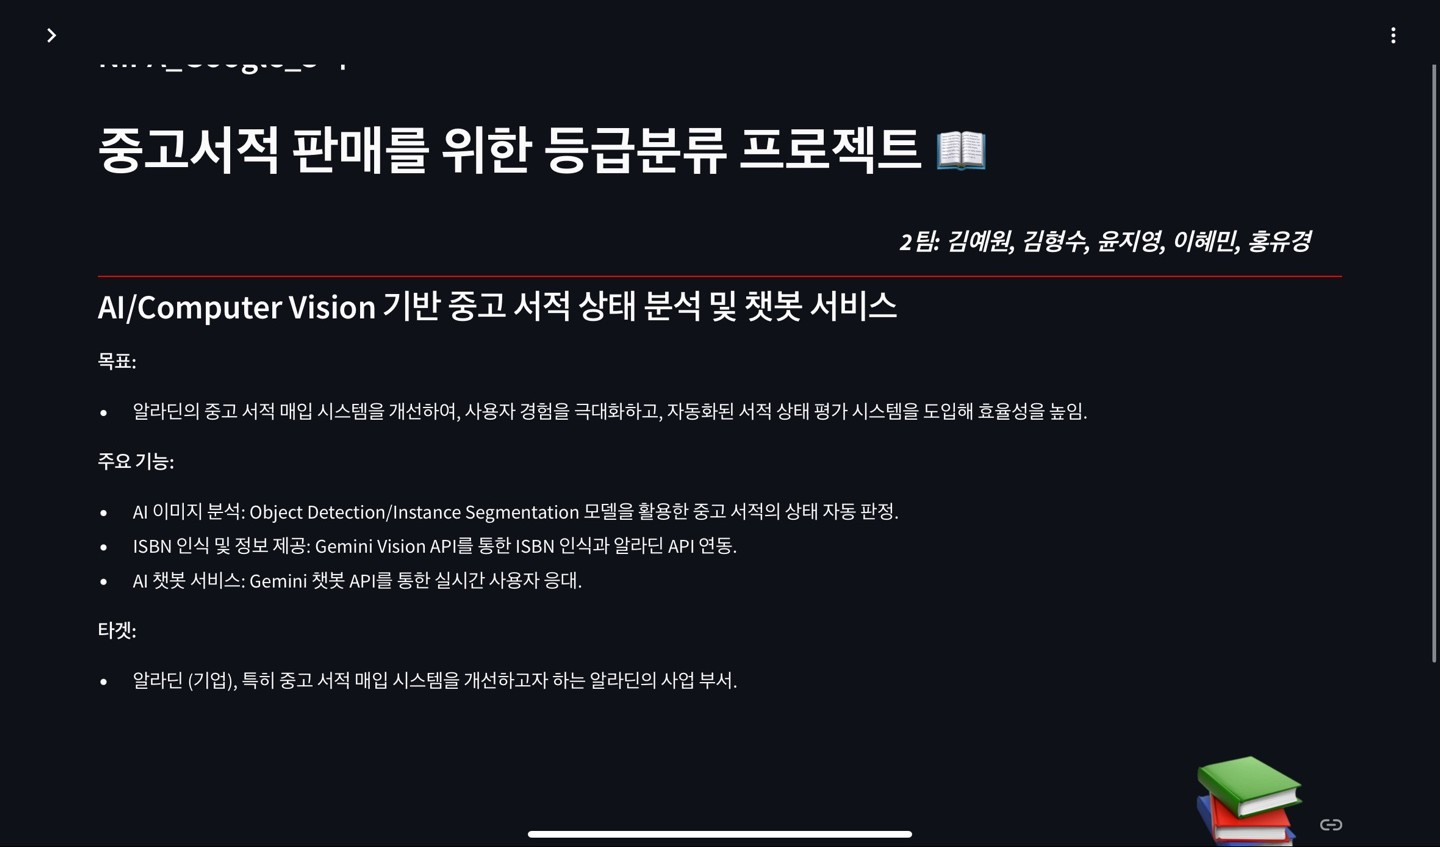 중고서적 판매를 위한 등급분류 프로젝트
2팀: 김예원, 김형수, 윤지영, 이혜민, 홍유경
AI/Computer Vision 기반 중고 서적 상태 분석 및 챗봇 서비스
목표:
• 알라딘의 중고 서적 매입 시스템을 개선하여, 사용자 경험을 극대화하고, 자동화된 서적 상태 평가 시스템을 도입해 효율성을 높임.
주요 기능:
• AI 이미지 분석: Object Detection/Instance Segmentation 모델을 활용한 중고 서적의 상태 자동 판정.
• ISBN 인식 및 정보 제공: Gemini Vision API를 통한 ISBN 인식과 알라딘 API 연동.
• AI 챗봇 서비스: Gemini 챗봇 API를 통한 실시간 사용자 응대.
타겟:
• 알라딘 (기업), 특히 중고 서적 매입 시스템을 개선하고자 하는 알라딘의 사업 부서.